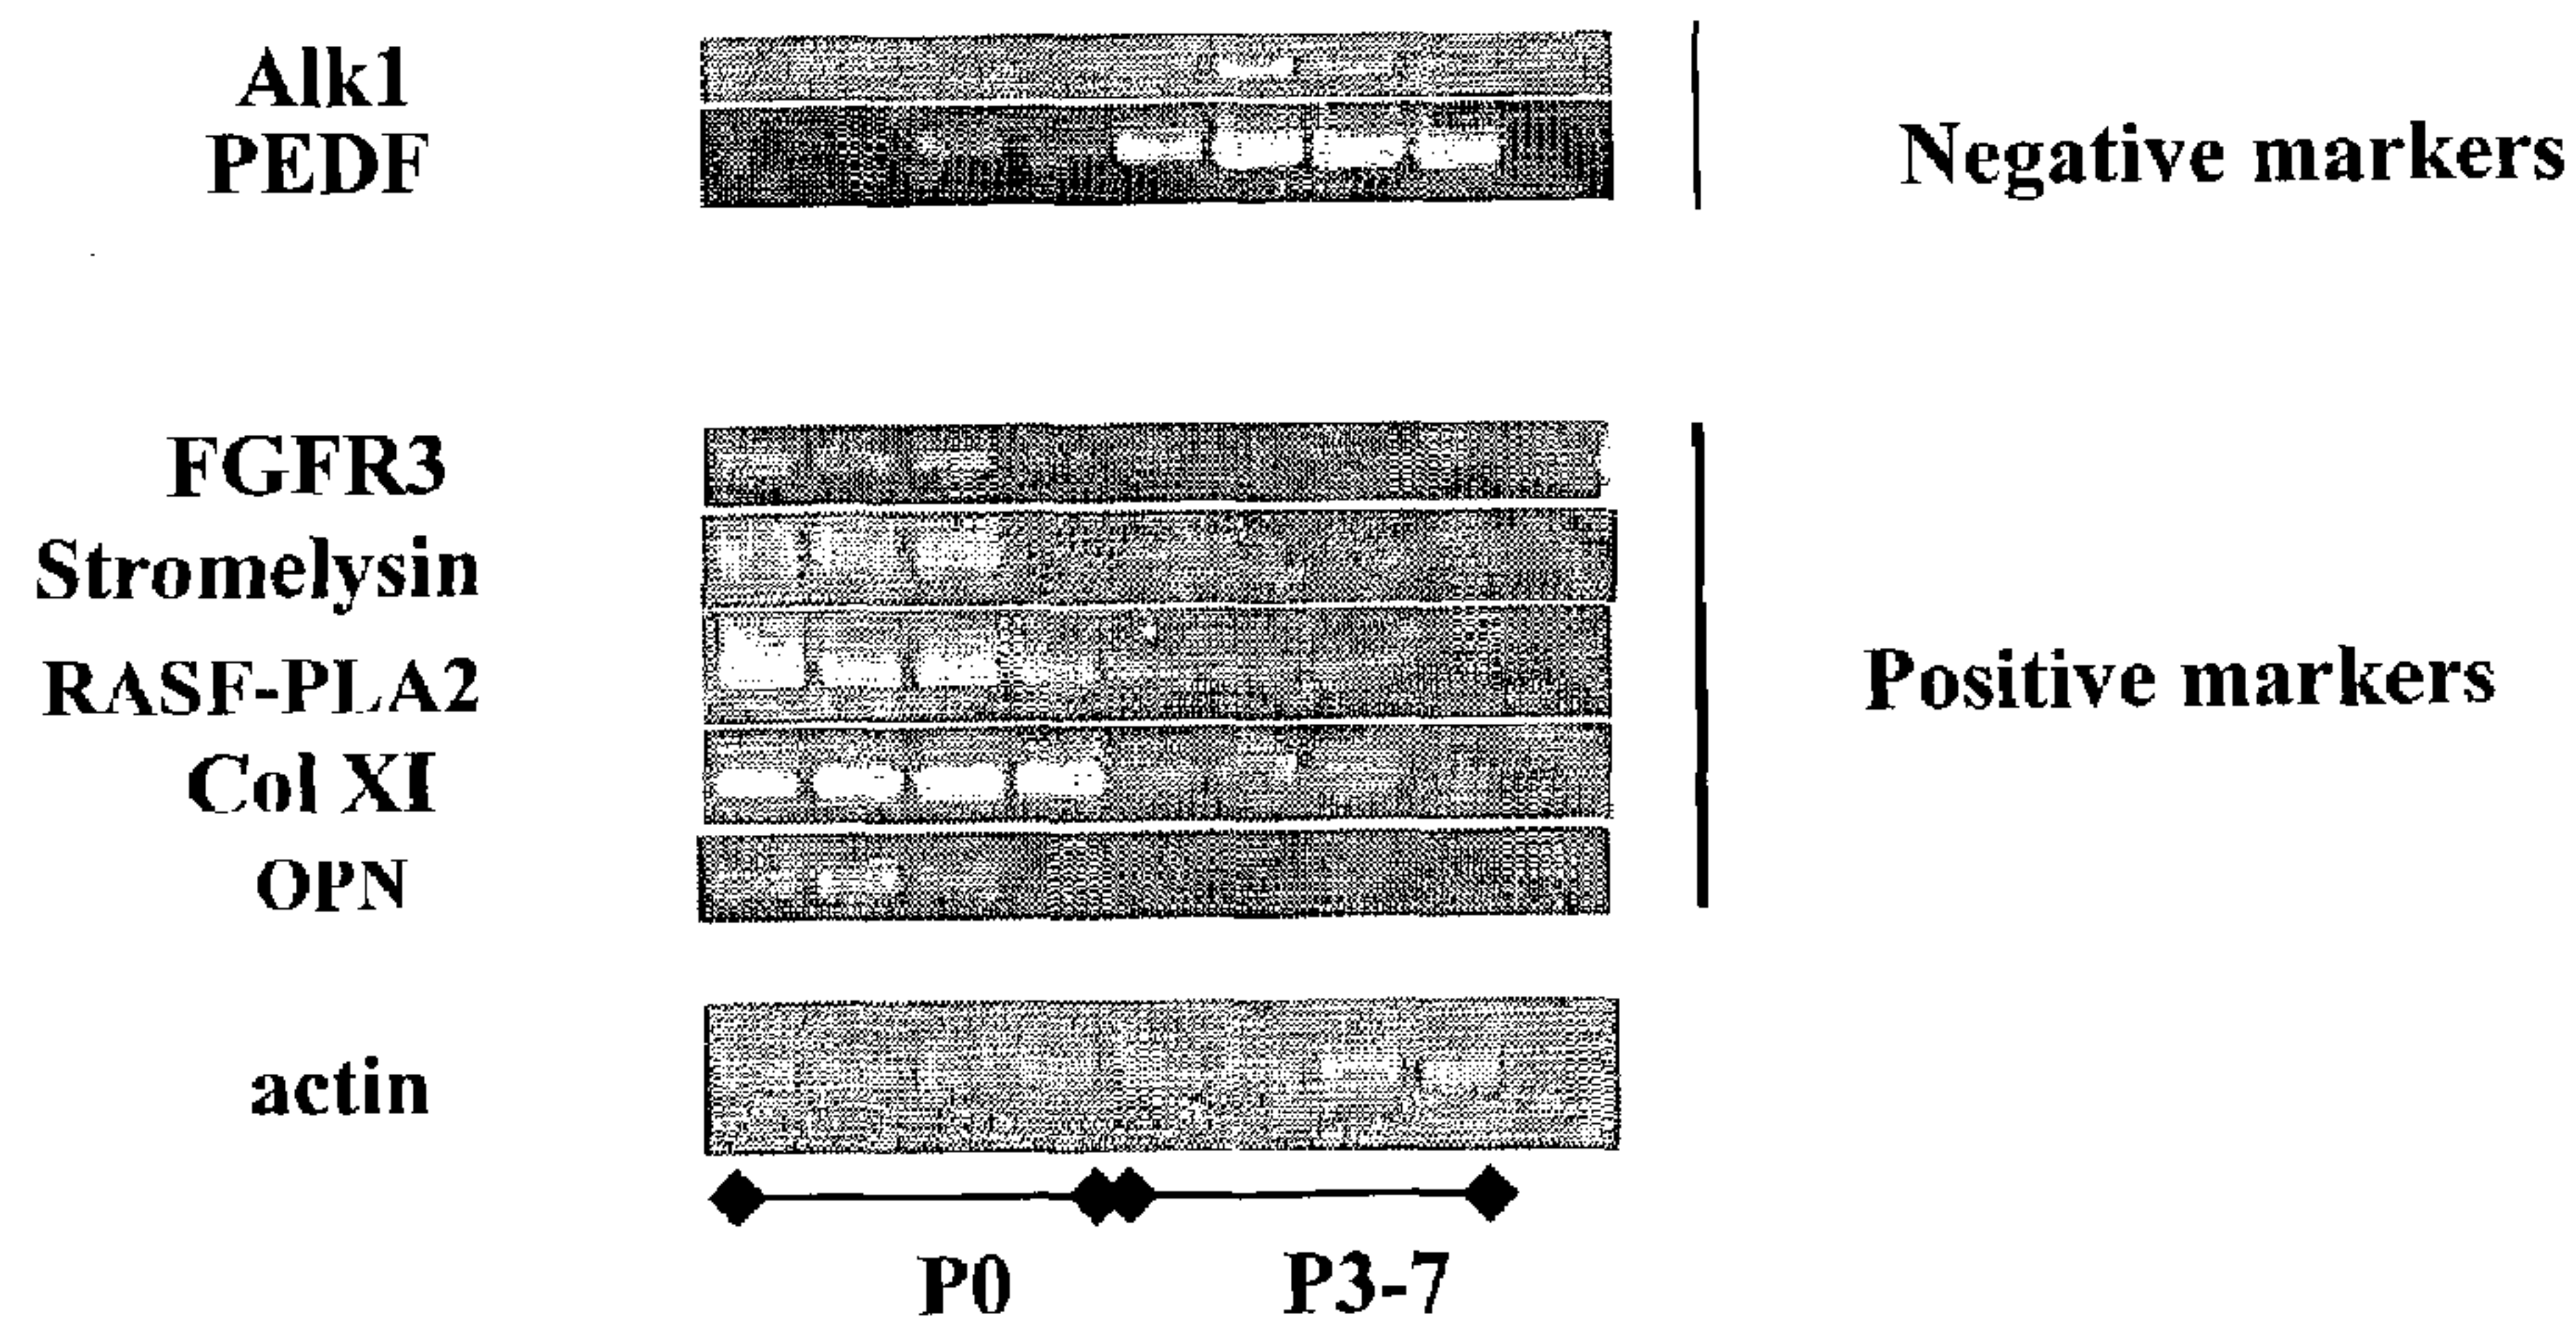 Alk1
PEDF
Negative markers
FGFR3
Stromelysin
RASF-PLA2
Col XI
OPN
Positive markers
actin
P0
P3-7